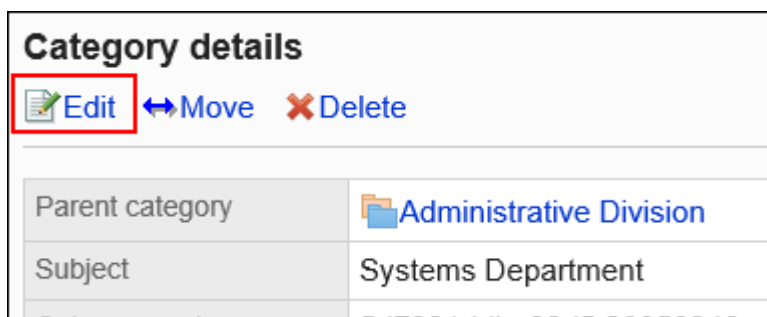 Category details
Edit Move Delete
Parent category Administrative Division
Subject Systems Department